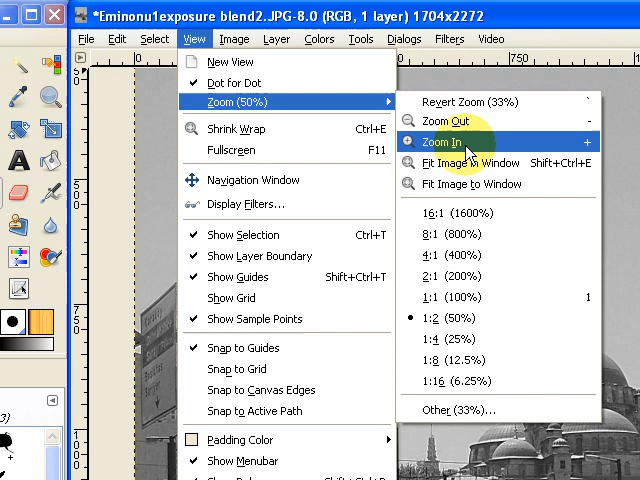 *Eminonu1exposure blend2.JPG-8.0 (RGB, 1 layer) 1704x2272
File Edit Select View Image Layer Colors Tools Dialogs Filters Video
0 750
500
750
1000
3)
New View
Dot for Dot
Zoom (50%)
Shrink Wrap Ctrl+E
Fullscreen F11
Navigation Window
Display Filters...
Show Selection Ctrl+T
Show Layer Boundary
Show Guides Shift+Ctrl+T
Show Grid
Show Sample Points
Snap to Guides
Snap to Grid
Snap to Canvas Edges
Snap to Active Path
Padding Color
Show Menubar
Revert Zoom (33%) `
Zoom Out -
Zoom In +
Fit Image in Window Shift+Ctrl+E
Fit Image to Window
16:1 (1600%)
8:1 (800%)
4:1 (400%)
2:1 (200%)
1:1 (100%) 1
1:2 (50%)
1:4 (25%)
1:8 (12.5%)
1:16 (6.25%)
Other (33%)...